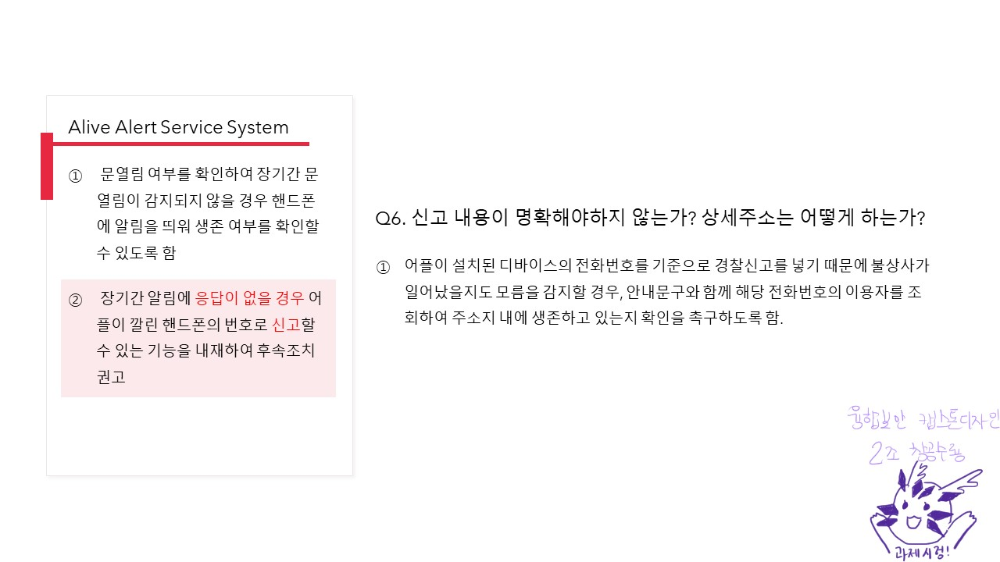 Alive Alert Service System
① 문열림 여부를 확인하여 장기간 문
열림이 감지되지 않을 경우 핸드폰
에 알림을 띄워 생존 여부를 확인할
수 있도록 함
② 장기간 알림에 응답이 없을 경우 어
플이 깔린 핸드폰의 번호로 신고할
수 있는 기능을 내재하여 후속조치
권고
Q6. 신고 내용이 명확해야하지 않는가? 상세주소는 어떻게 하는가?
① 어플이 설치된 디바이스의 전화번호를 기준으로 경찰신고를 넣기 때문에 불상사가
일어났을지도 모름을 감지할 경우, 안내문구와 함께 해당 전화번호의 이용자를 조
회하여 주소지 내에 생존하고 있는지 확인을 촉구하도록 함.
융합보안 캡스톤디자인
2조 창공수룡
과제시렁!